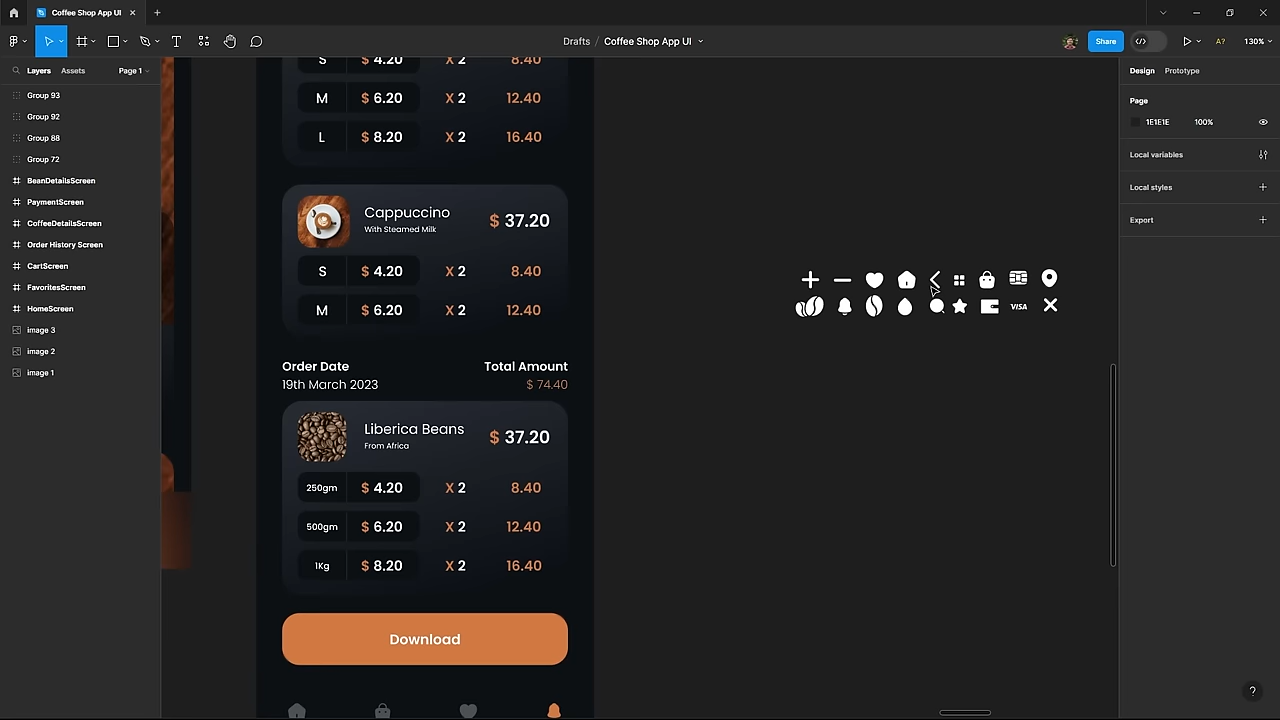 Coffee Shop App UI
Drafts / Coffee Shop App UI
Share
A?
130%
Layers
Assets
Page 1
Group 93
Group 92
Group 88
Group 72
BeanDetailsScreen
PaymentScreen
CoffeeDetailsScreen
Order History Screen
CartScreen
FavoritesScreen
HomeScreen
image 3
image 2
image 1
S $ 4.20 X 2 8.40
M $ 6.20 X 2 12.40
L $ 8.20 X 2 16.40
Cappuccino
With Steamed Milk
$ 37.20
S $ 4.20 X 2 8.40
M $ 6.20 X 2 12.40
Order Date Total Amount
19th March 2023 $ 74.40
Liberica Beans
From Africa
$ 37.20
250gm $ 4.20 X 2 8.40
500gm $ 6.20 X 2 12.40
1Kg $ 8.20 X 2 16.40
Download
VISA
Design
Prototype
Page
1E1E1E 100%
Local variables
Local styles
Export
?